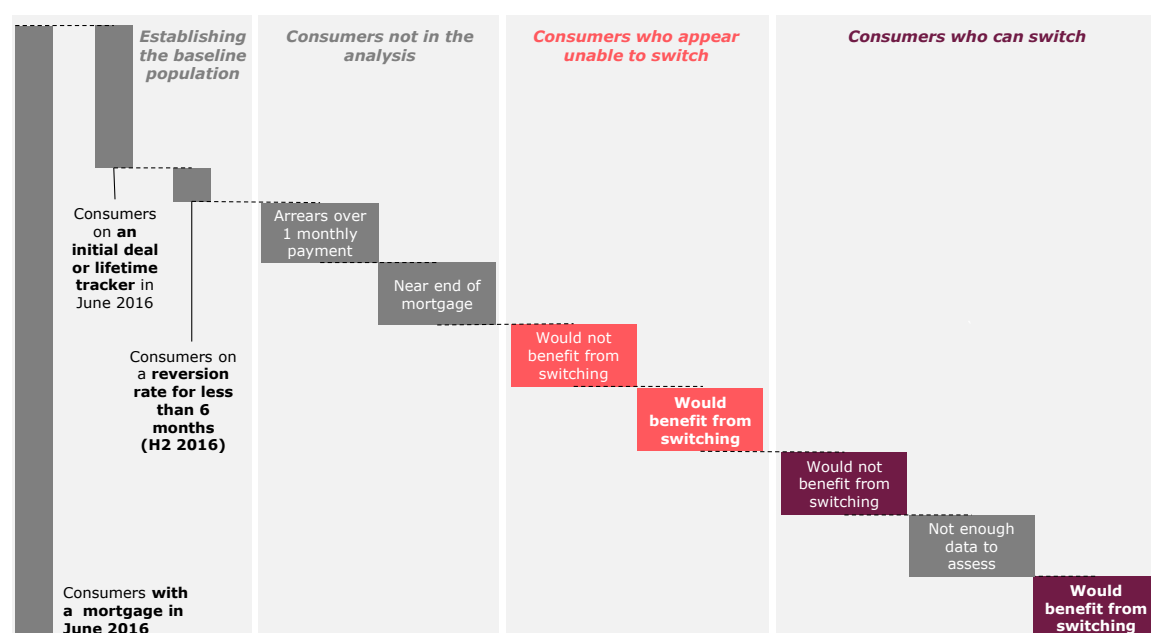 Establishing
the baseline
population
Consumers not in the
analysis
Consumers who appear
unable to switch
Consumers who can switch
Consumers
on an
initial deal
or lifetime
tracker in
June 2016
Consumers on
a reversion
rate for less
than 6
months
(H2 2016)
Consumers with
a mortgage in
June 2016
Arrears over
1 monthly
payment
Near end of
mortgage
Would not
benefit from
switching
Would
benefit from
switching
Would not
benefit from
switching
Not enough
data to
assess
Would
benefit from
switching